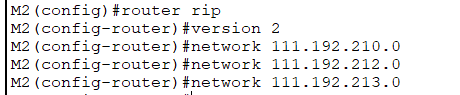 M2(config)#router rip
M2(config-router)#version 2
M2(config-router)#network 111.192.210.0
M2(config-router)#network 111.192.212.0
M2(config-router)#network 111.192.213.0